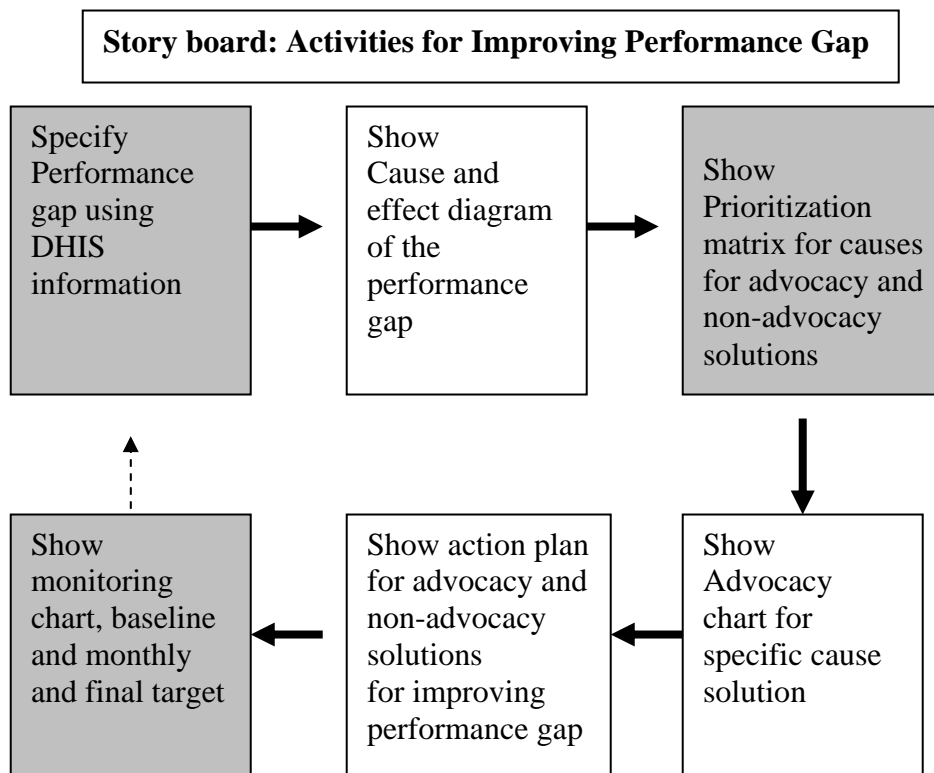 Story board: Activities for Improving Performance Gap
Specify
Performance
gap using
DHIS
information
Show
Cause and
effect diagram
of the
performance
gap
Show
Prioritization
matrix for causes
for advocacy and
non-advocacy
solutions
Show
Advocacy
chart for
specific cause
solution
Show action plan
for advocacy and
non-advocacy
solutions
for improving
performance gap
Show
monitoring
chart, baseline
and monthly
and final target